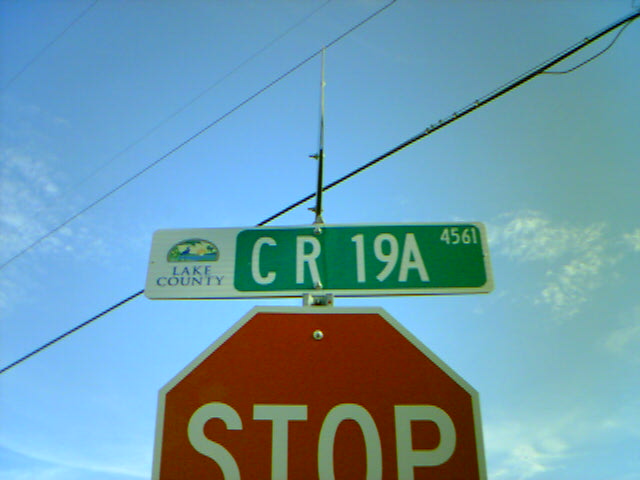 LAKE
COUNTY
C R 19A 4561
STOP